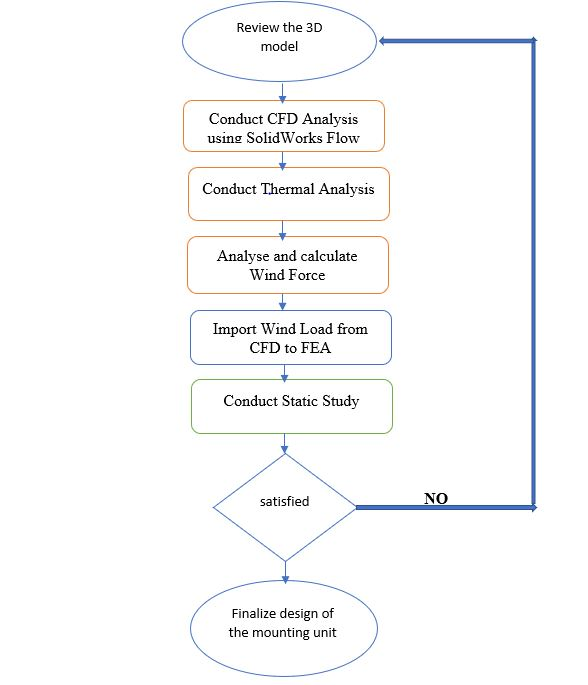 Review the 3D
model
Conduct CFD Analysis
using SolidWorks Flow
Conduct Thermal Analysis
Analyse and calculate
Wind Force
Import Wind Load from
CFD to FEA
Conduct Static Study
satisfied
NO
Finalize design of
the mounting unit